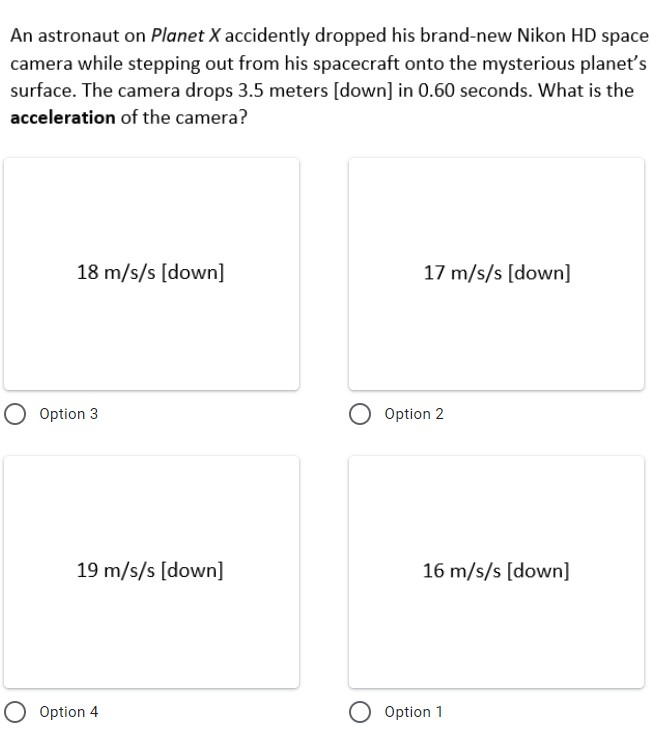 An astronaut on Planet X accidently dropped his brand-new Nikon HD space
camera while stepping out from his spacecraft onto the mysterious planet's
surface. The camera drops 3.5 meters [down] in 0.60 seconds. What is the
acceleration of the camera?
18 m/s/s [down]
17 m/s/s [down]
Option 3
Option 2
19 m/s/s [down]
16 m/s/s [down]
Option 4
Option 1